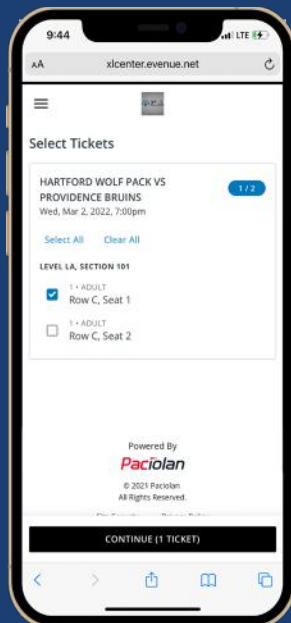 9:44
LTE
AA
xlcenter.evenue.net
Select Tickets
HARTFORD WOLF PACK VS
PROVIDENCE BRUINS
1 / 2
Wed, Mar 2, 2022, 7:00pm
Select All Clear All
LEVEL LA, SECTION 101
1 • ADULT
Row C, Seat 1
1 • ADULT
Row C, Seat 2
Powered By
Paciolan
© 2021 Paciolan
All Rights Reserved.
CONTINUE (1 TICKET)